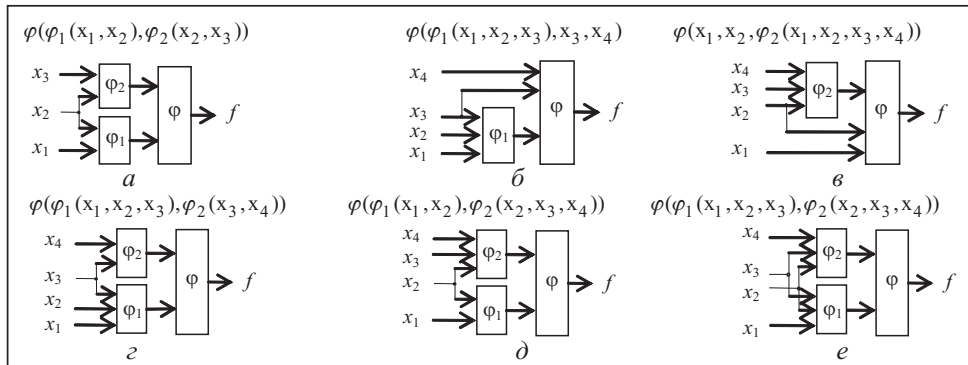 φ(φ₁(x₁,x₂),φ₂(x₂,x₃))
φ(φ₁(x₁,x₂,x₃),x₃,x₄)
φ(x₁,x₂,φ₂(x₁,x₂,x₃,x₄))
x₃
x₂
x₁
φ₂
φ₁
φ
f
а
x₄
x₃
x₂
x₁
φ₁
φ
f
б
x₄
x₃
x₂
x₁
φ₂
φ
f
в
φ(φ₁(x₁,x₂,x₃),φ₂(x₃,x₄))
φ(φ₁(x₁,x₂),φ₂(x₂,x₃,x₄))
φ(φ₁(x₁,x₂,x₃),φ₂(x₂,x₃,x₄))
x₄
x₃
x₂
x₁
φ₂
φ₁
φ
f
г
x₄
x₃
x₂
x₁
φ₂
φ₁
φ
f
д
x₄
x₃
x₂
x₁
φ₂
φ₁
φ
f
е